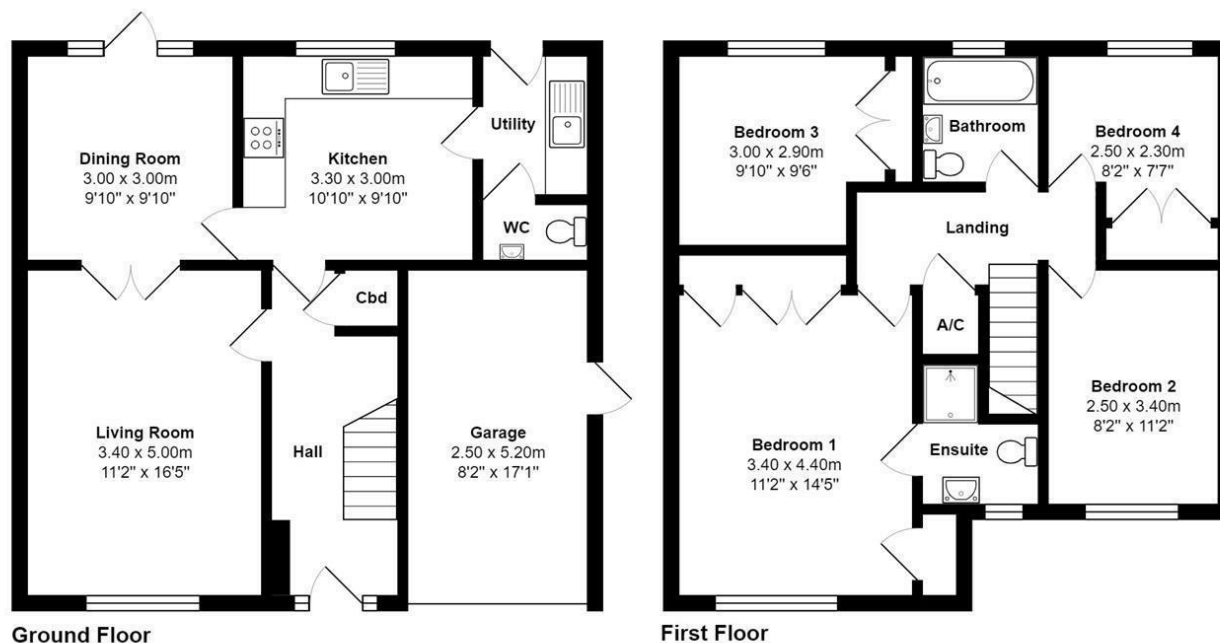 Dining Room
3.00 x 3.00m
9'10" x 9'10"
Kitchen
3.30 x 3.00m
10'10" x 9'10"
Utility
WC
Cbd
Living Room
3.40 x 5.00m
11'2" x 16'5"
Hall
Garage
2.50 x 5.20m
8'2" x 17'1"
Ground Floor
Bedroom 3
3.00 x 2.90m
9'10" x 9'6"
Bathroom
Bedroom 4
2.50 x 2.30m
8'2" x 7'7"
Landing
A/C
Bedroom 1
3.40 x 4.40m
11'2" x 14'5"
Ensuite
Bedroom 2
2.50 x 3.40m
8'2" x 11'2"
First Floor